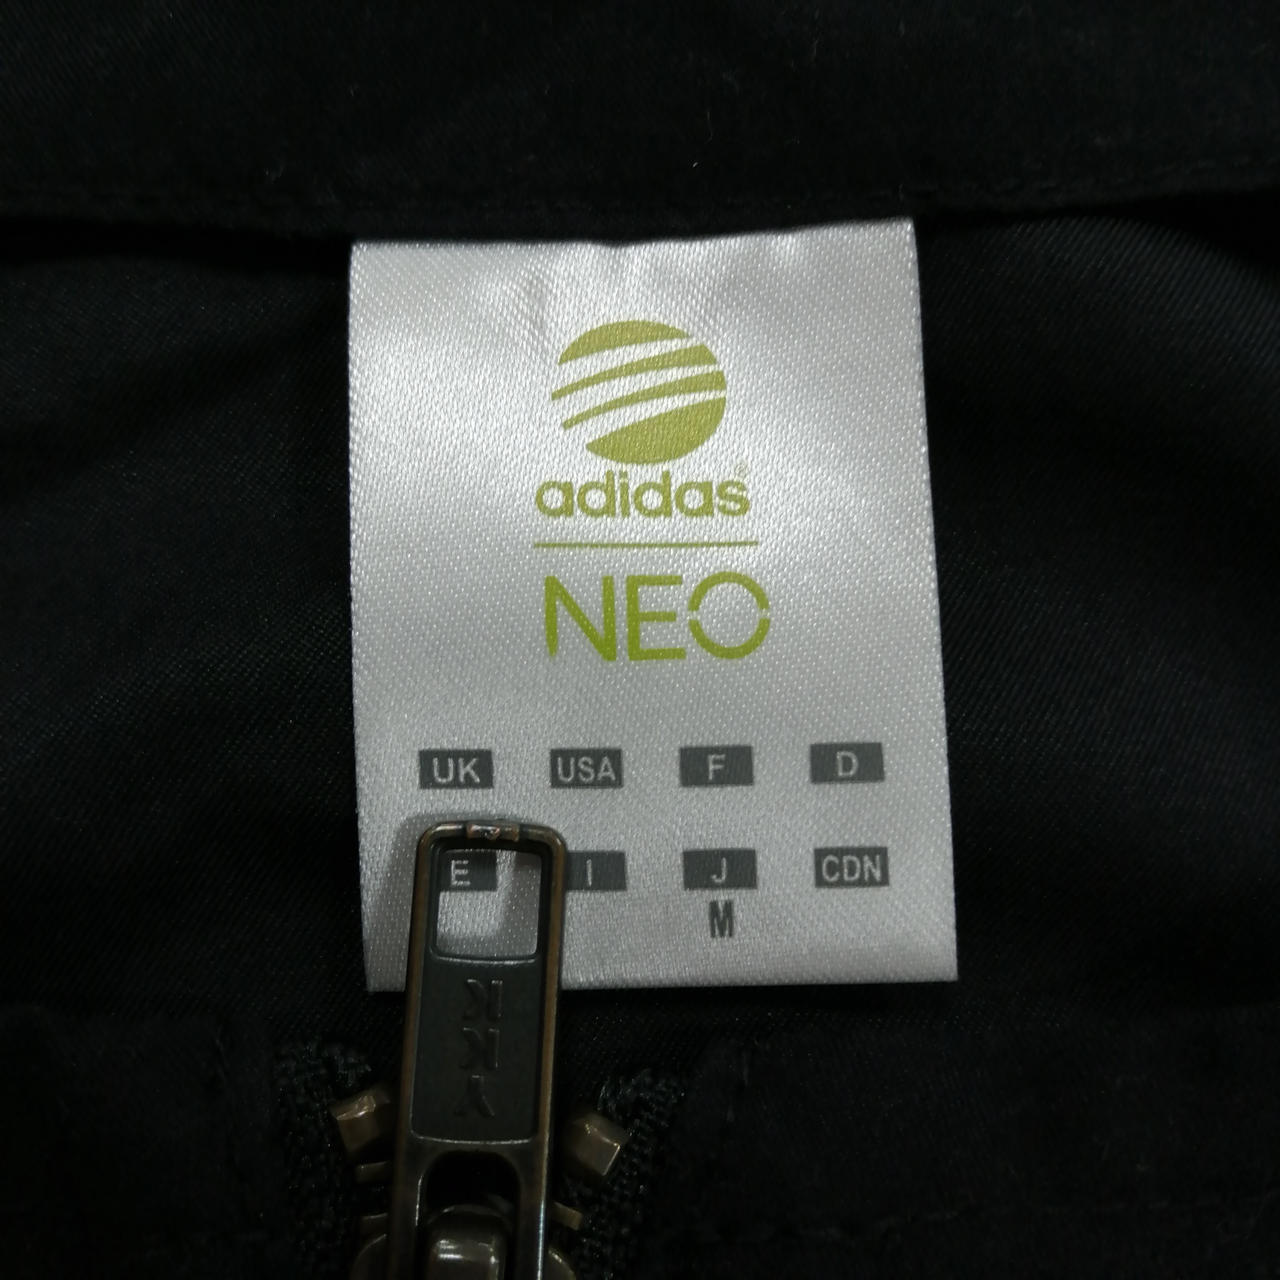 adidas®
NEO
UK USA F D
E I J CDN
M
YKK